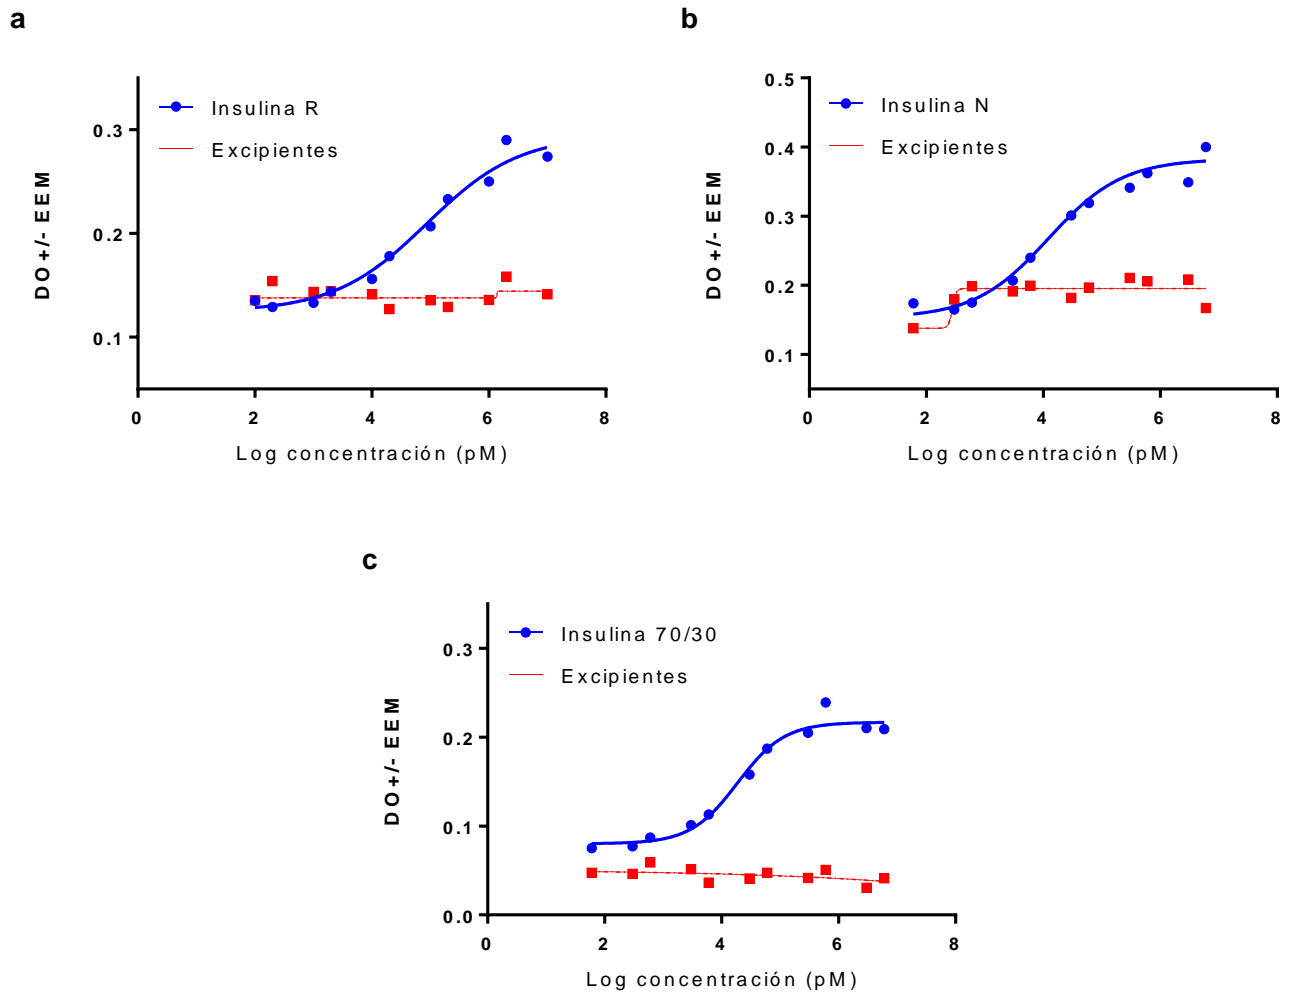 a
Insulina R
Excipientes
0.3
0.2
0.1
DO+/- EEM
0 2 4 6 8
Log concentración (pM)
b
Insulina N
Excipientes
0.5
0.4
0.3
0.2
0.1
DO+/- EEM
0 2 4 6 8
Log concentración (pM)
c
Insulina 70/30
Excipientes
0.3
0.2
0.1
0.0
DO+/- EEM
0 2 4 6 8
Log concentración (pM)